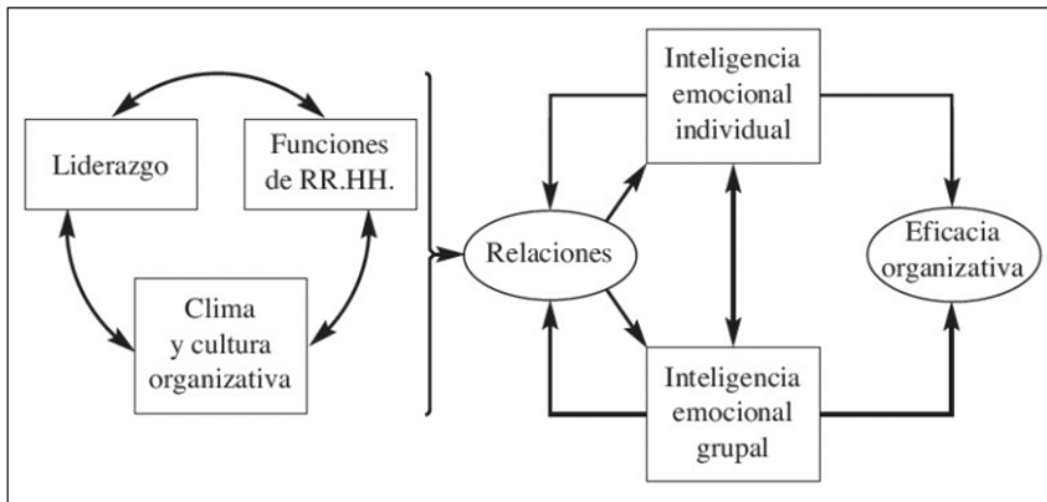 Liderazgo
Funciones
de RR.HH.
Clima
y cultura
organizativa
Relaciones
Inteligencia
emocional
individual
Inteligencia
emocional
grupal
Eficacia
organizativa